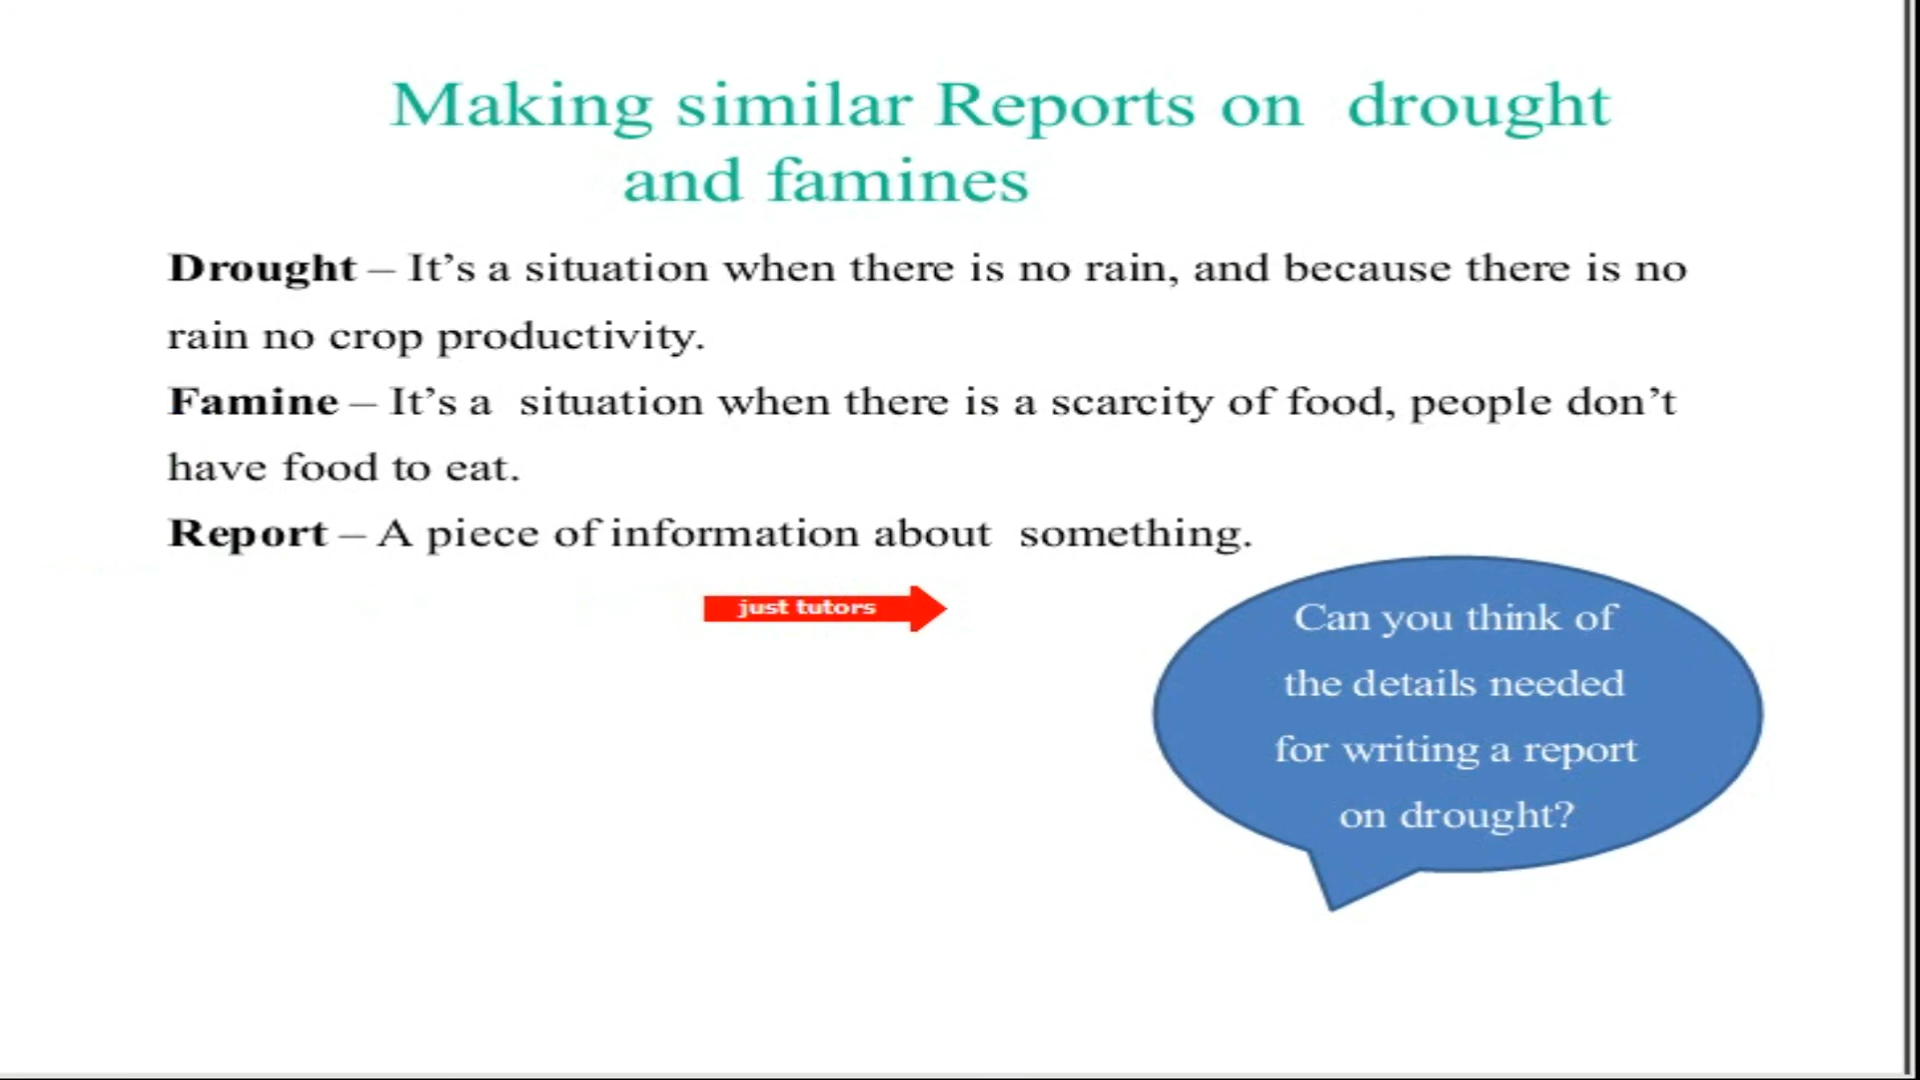 Making similar Reports on drought
and famines
Drought – It’s a situation when there is no rain, and because there is no
rain no crop productivity.
Famine – It’s a situation when there is a scarcity of food, people don’t
have food to eat.
Report – A piece of information about something.
just tutors
Can you think of
the details needed
for writing a report
on drought?